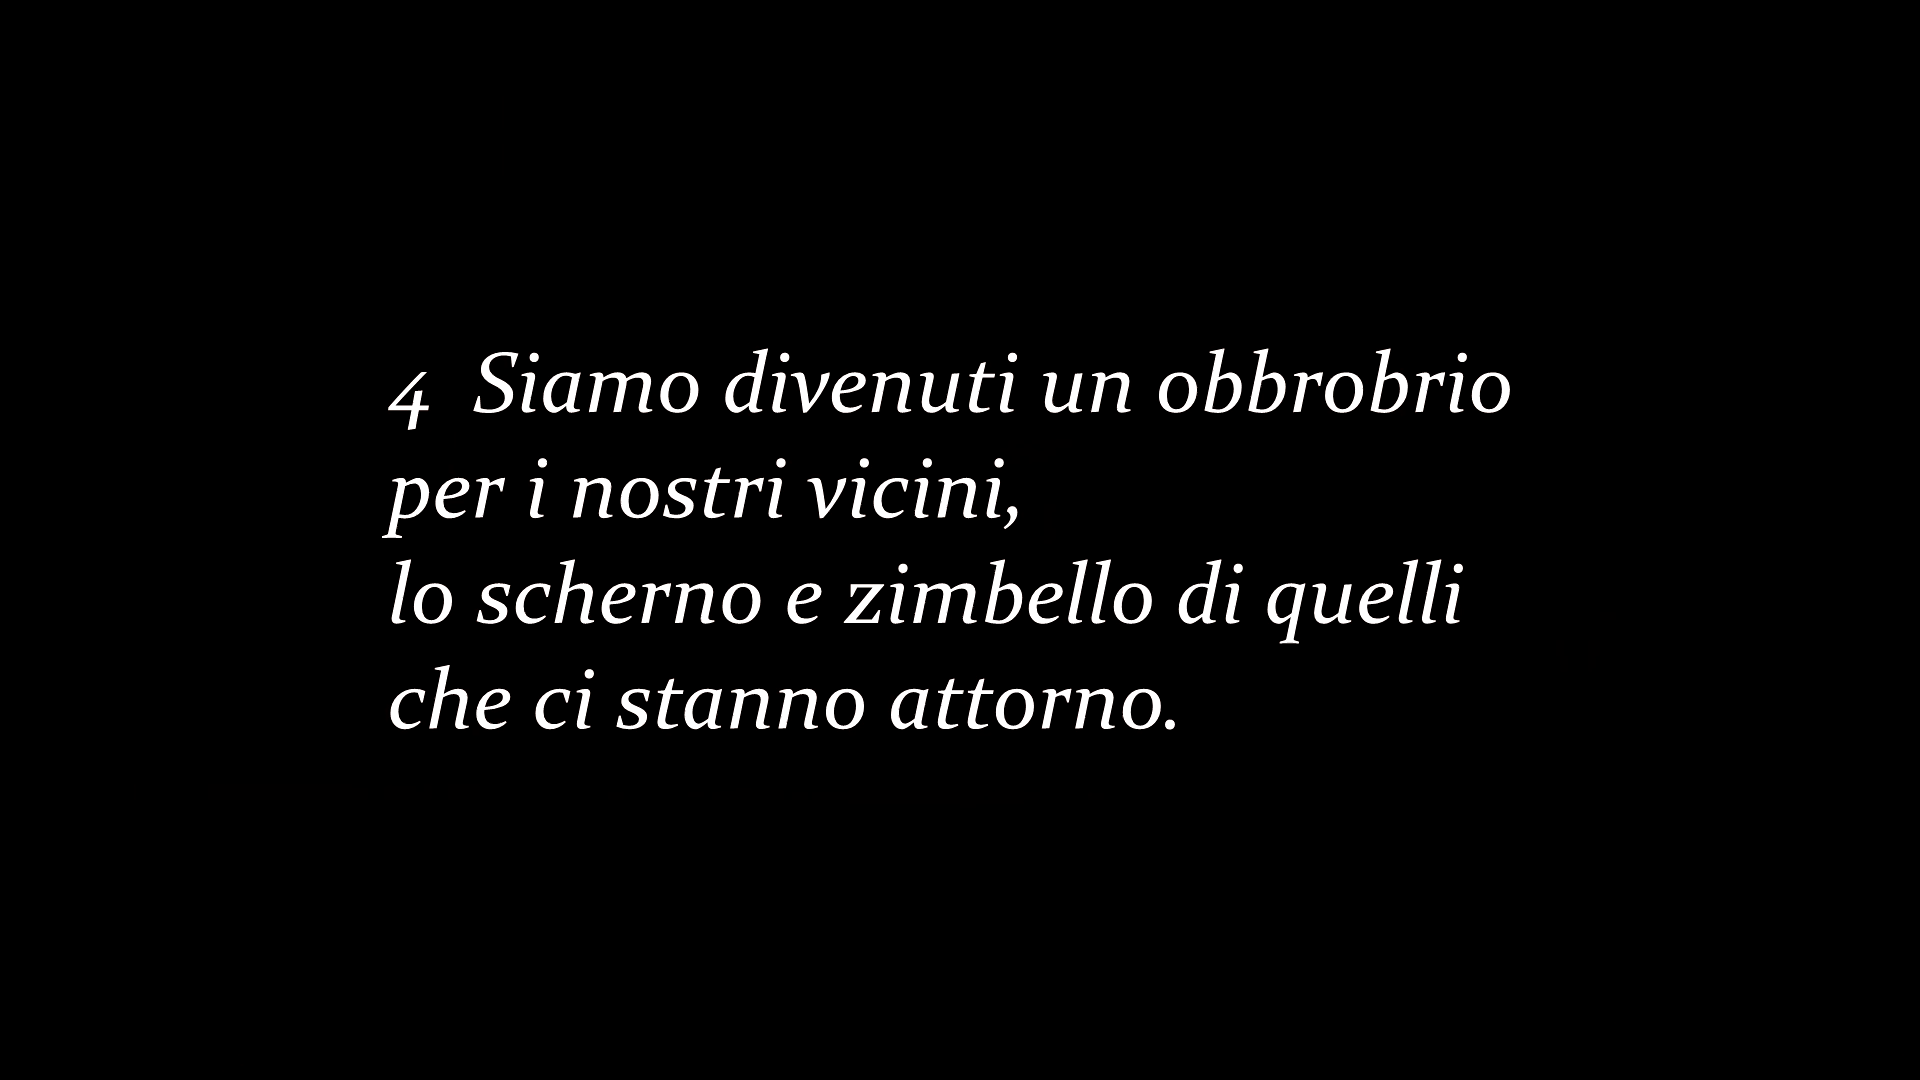 4 Siamo divenuti un obbrobrio
per i nostri vicini,
lo scherno e zimbello di quelli
che ci stanno attorno.